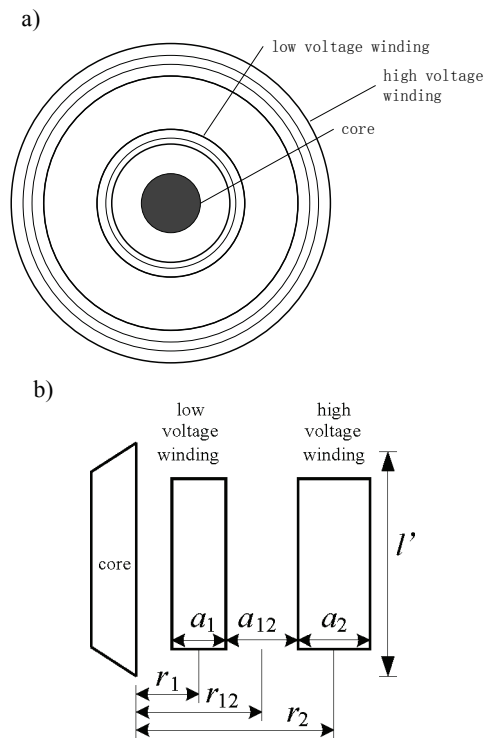 a)
low voltage winding
high voltage
winding
core
b)
low
voltage
winding
high
voltage
winding
core
l’
a1
a12
a2
r1
r12
r2